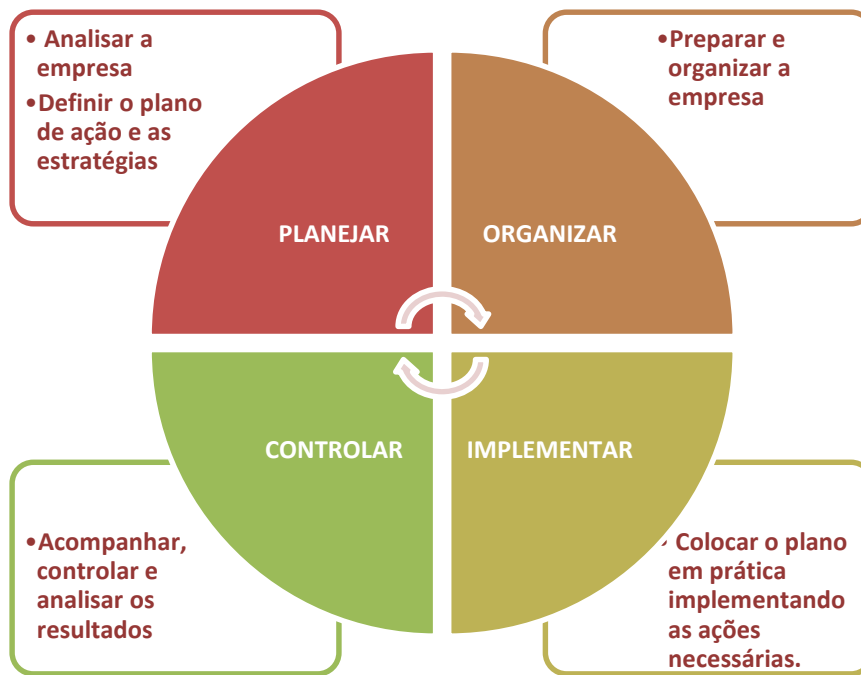 • Analisar a
empresa
•Definir o plano
de ação e as
estratégias
•Preparar e
organizar a
empresa
PLANEJAR
ORGANIZAR
CONTROLAR
IMPLEMENTAR
•Acompanhar,
controlar e
analisar os
resultados
• Colocar o plano
em prática
implementando
as ações
necessárias.